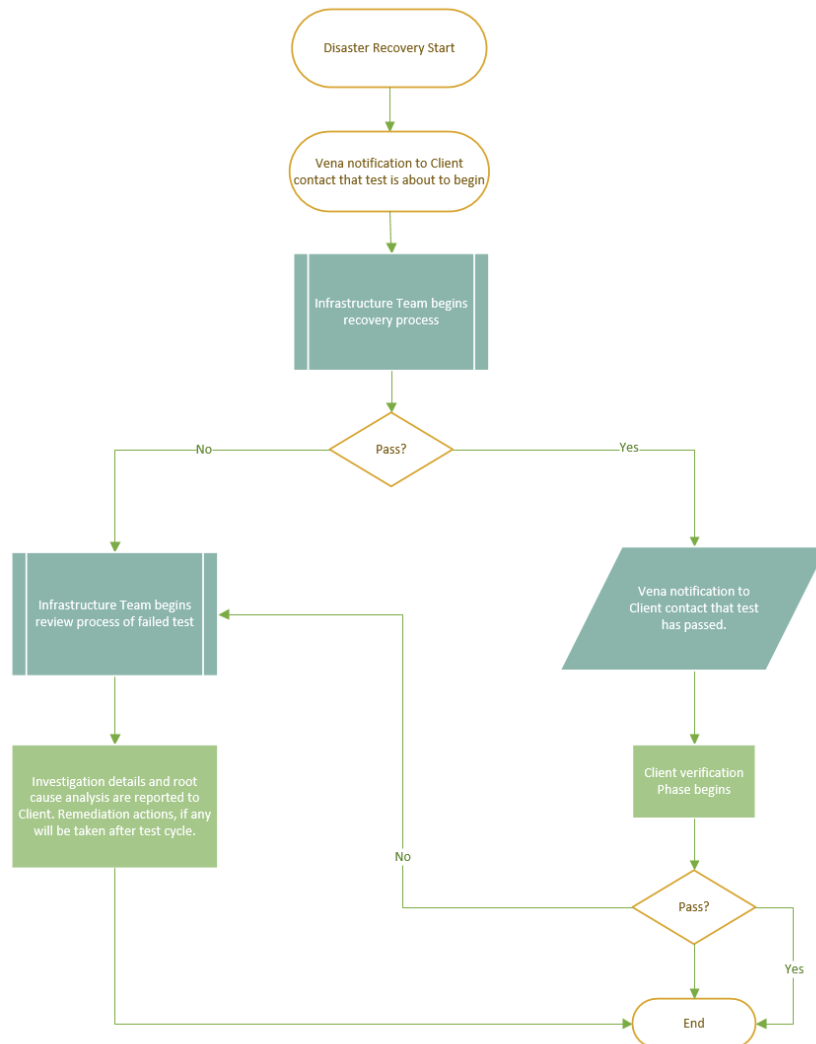 Disaster Recovery Start
Vena notification to Client
contact that test is about to begin
Infrastructure Team begins
recovery process
Pass?
No
Yes
Infrastructure Team begins
review process of failed test
Vena notification to
Client contact that test
has passed.
Investigation details and root
cause analysis are reported to
Client. Remediation actions, if any
will be taken after test cycle.
Client verification
Phase begins
No
Pass?
Yes
End